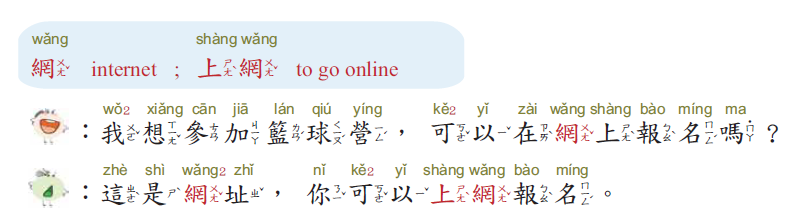 wǎng shàng wǎng
網ㄨㄤˇ internet ; 上ㄕㄤˋ網ㄨㄤˇ to go online
wǒ2 xiǎng cān jiā lán qiú yíng kě2 yǐ zài wǎng shàng bào míng ma
：我ㄨㄛˇ想ㄒㄧㄤˇ參ㄘㄢ加ㄐㄧㄚ籃ㄌㄢˊ球ㄑㄧㄡˊ營ㄧㄥˊ，可ㄎㄜˇ以ㄧˇ在ㄗㄞˋ網ㄨㄤˇ上ㄕㄤˋ報ㄅㄠˋ名ㄇㄧㄥˊ嗎˙ㄇㄚ？
zhè shì wǎng2 zhǐ nǐ kě2 yǐ shàng wǎng bào míng
：這ㄓㄜˋ是ㄕˋ網ㄨㄤˇ址ㄓˇ，你ㄋㄧˇ可ㄎㄜˇ以ㄧˇ上ㄕㄤˋ網ㄨㄤˇ報ㄅㄠˋ名ㄇㄧㄥˊ。